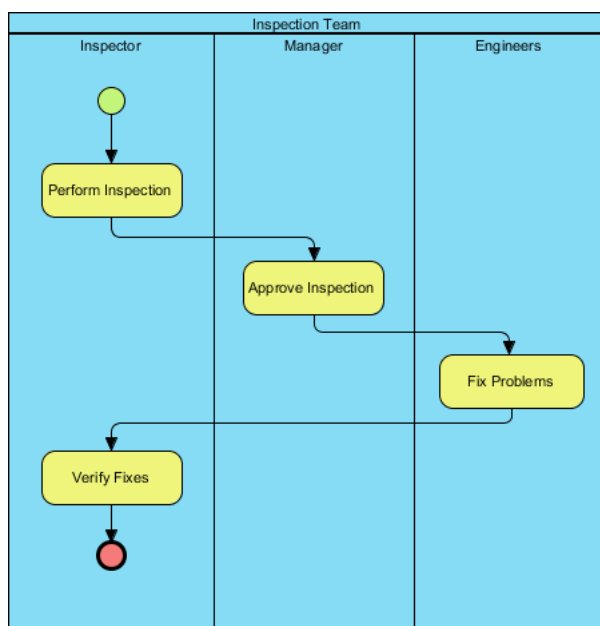 Inspection Team
Inspector
Manager
Engineers
Perform Inspection
Approve Inspection
Fix Problems
Verify Fixes